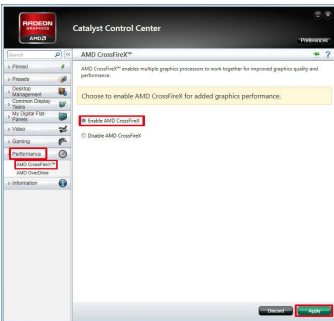 RADEON
GRAPHICS
AMD
Catalyst Control Center
Preferences
Search
AMD CrossFireX™
?
Pinned
Presets
Desktop
Management
Common Display
Tasks
My Digital Flat-
Panels
Video
Gaming
Performance
AMD CrossFireX™
AMD OverDrive
Information
AMD CrossFireX™ enables multiple graphics processors to work together for improved graphics quality and
performance.
Choose to enable AMD CrossFireX for added graphics performance.
Enable AMD CrossFireX
Disable AMD CrossFireX
Discard
Apply